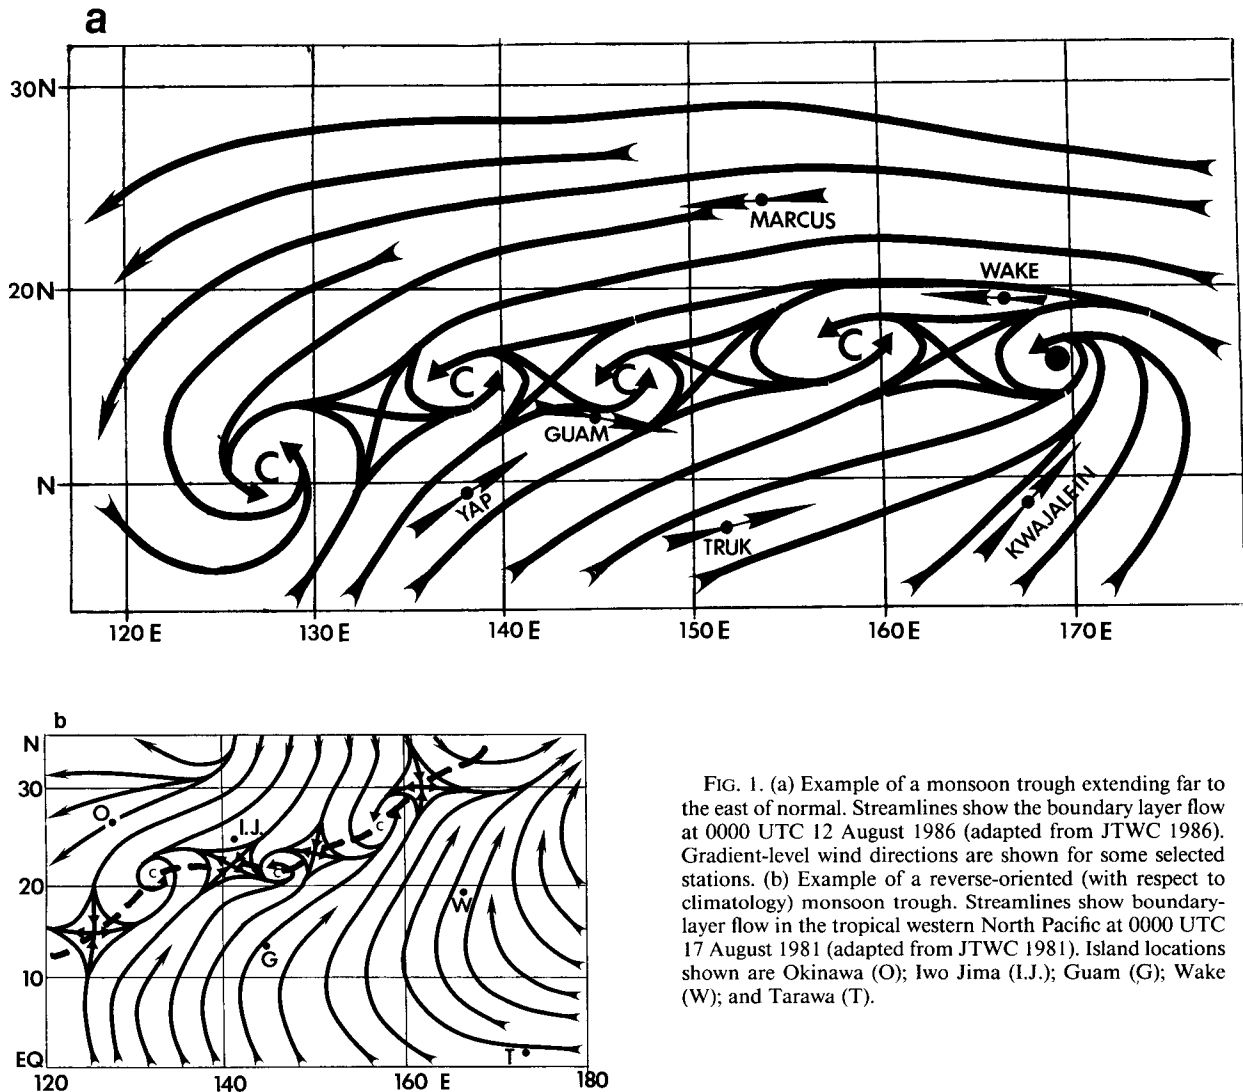 a
30N
MARCUS
WAKE
20N
C
C
C
GUAM
C
N
YAP
TRUK
KWAJALEIN
120 E
130 E
140 E
150 E
160 E
170 E
b
N
30
O
I.J.
C
20
C
C
W
G
10
EQ
T
120
140
160 E
180
FIG. 1. (a) Example of a monsoon trough extending far to
the east of normal. Streamlines show the boundary layer flow
at 0000 UTC 12 August 1986 (adapted from JTWC 1986).
Gradient-level wind directions are shown for some selected
stations. (b) Example of a reverse-oriented (with respect to
climatology) monsoon trough. Streamlines show boundary-
layer flow in the tropical western North Pacific at 0000 UTC
17 August 1981 (adapted from JTWC 1981). Island locations
shown are Okinawa (O); Iwo Jima (I.J.); Guam (G); Wake
(W); and Tarawa (T).